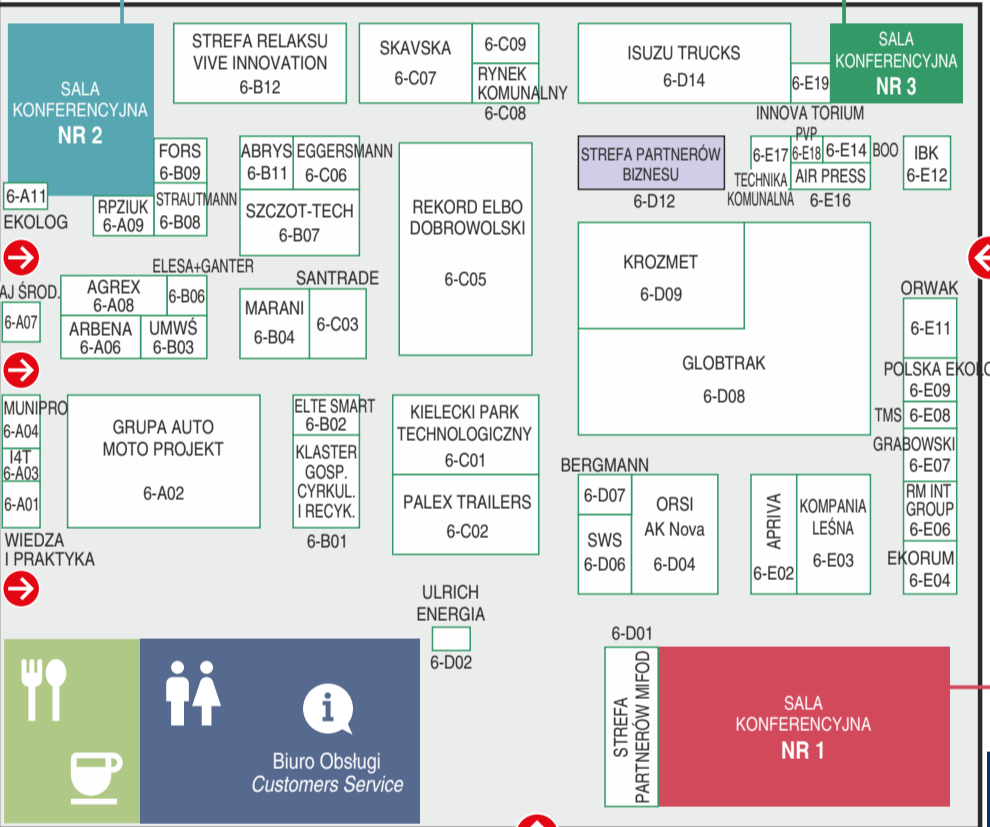 SALA
KONFERENCYJNA
NR 2
STREFA RELAKSU
VIVE INNOVATION
6-B12
SKAVSKA
6-C07
6-C09
RYNEK
KOMUNALNY
6-C08
ISUZU TRUCKS
6-D14
6-E19
INNOVA TORIUM
SALA
KONFERENCYJNA
NR 3
6-A11
EKOLOG
FORS
6-B09
RPZIUK
6-A09
STRAUTMANN
6-B08
ABRYS
6-B11
EGGERSMANN
6-C06
SZCZOT-TECH
6-B07
REKORD ELBO
DOBROWOLSKI
6-C05
STREFA PARTNERÓW
BIZNESU
6-D12
6-E17
TECHNIKA
KOMUNALNA
PVP
6-E18
6-E14
BOO
AIR PRESS
6-E16
IBK
6-E12
AJ ŚROD.
6-A07
AGREX
6-A08
ELESA+GANTER
6-B06
ARBENA
6-A06
UMWŚ
6-B03
MARANI
6-B04
SANTRADE
6-C03
KROZMET
6-D09
GLOBTRAK
6-D08
ORWAK
6-E11
POLSKA EKOLO
6-E09
TMS
6-E08
GRABOWSKI
6-E07
RM INT
GROUP
6-E06
EKORUM
6-E04
MUNIPRO
6-A04
I4T
6-A03
6-A01
WIEDZA
I PRAKTYKA
GRUPA AUTO
MOTO PROJEKT
6-A02
ELTE SMART
6-B02
KLASTER
GOSP.
CYRKUL.
I RECYK.
6-B01
KIELECKI PARK
TECHNOLOGICZNY
6-C01
PALEX TRAILERS
6-C02
BERGMANN
6-D07
SWS
6-D06
ORSI
AK Nova
6-D04
APRIVA
6-E02
KOMPANIA
LEŚNA
6-E03
ULRICH
ENERGIA
6-D02
6-D01
STREFA
PARTNERÓW MIFOD
SALA
KONFERENCYJNA
NR 1
i
Biuro Obsługi
Customers Service